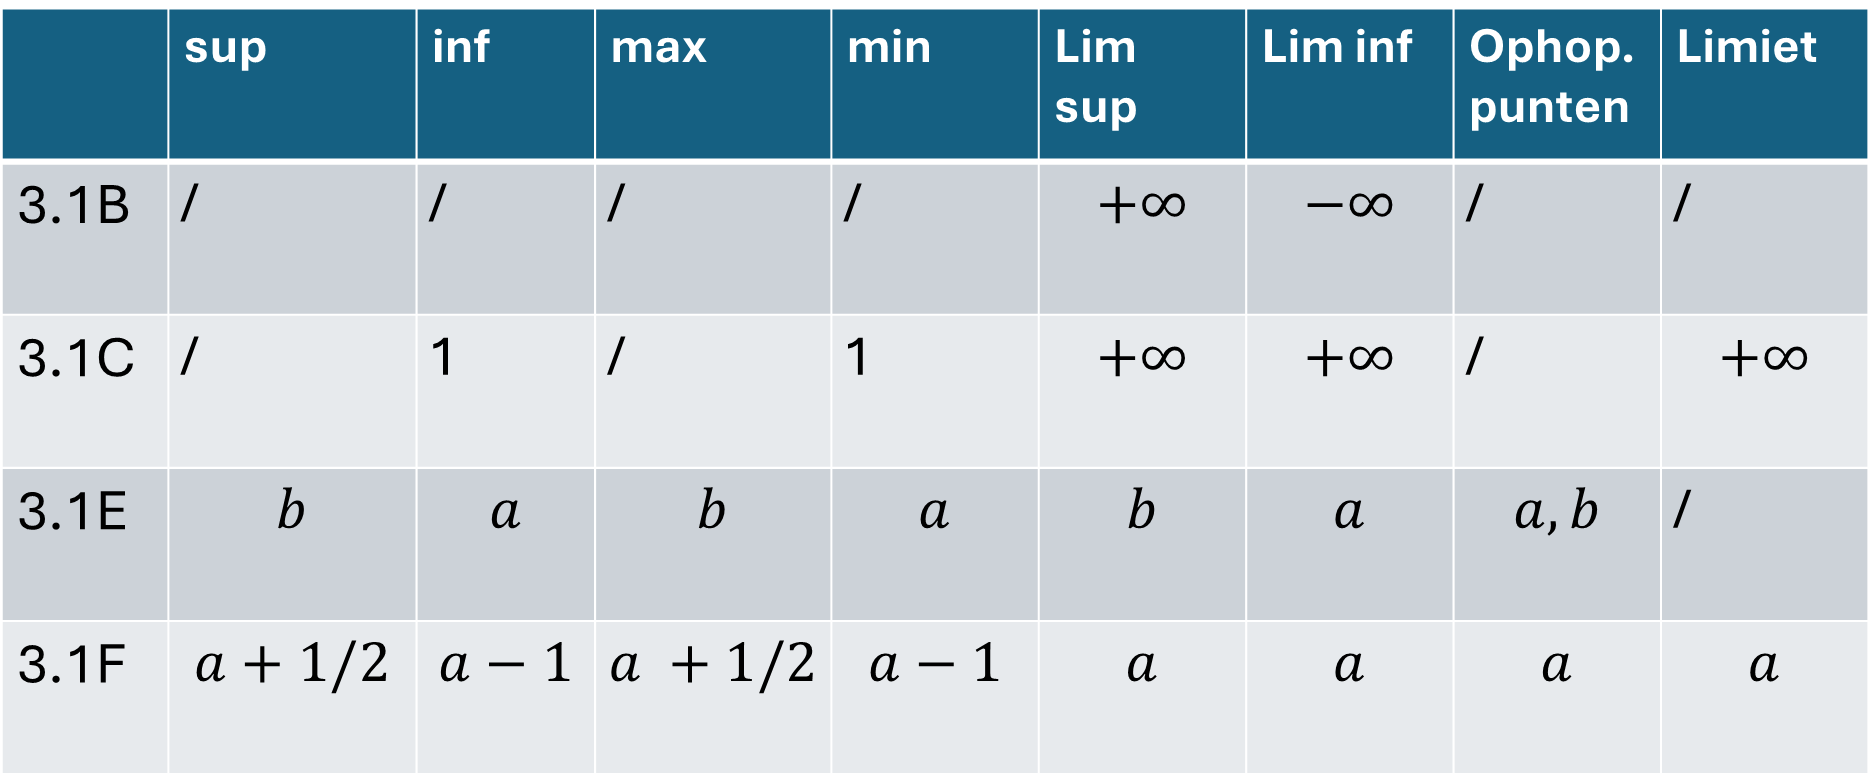 sup inf max min Lim sup Lim inf Ophop. punten Limiet
3.1B / / / / +∞ −∞ / /
3.1C / 1 / 1 +∞ +∞ / +∞
3.1E b a b a b a a, b /
3.1F a + 1/2 a − 1 a + 1/2 a − 1 a a a a